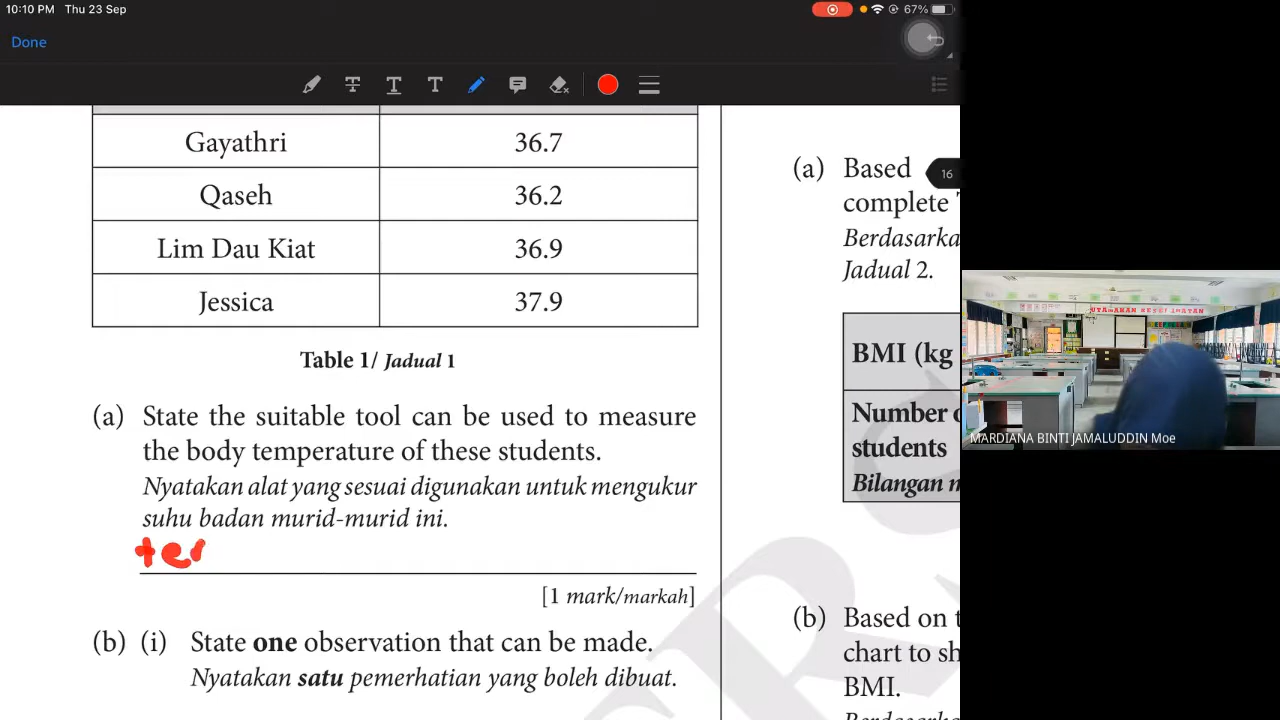 10:10 PM Thu 23 Sep
67%
Done
Gayathri 36.7
Qaseh 36.2
Lim Dau Kiat 36.9
Jessica 37.9
Table 1/ Jadual 1
(a) State the suitable tool can be used to measure
the body temperature of these students.
Nyatakan alat yang sesuai digunakan untuk mengukur
suhu badan murid-murid ini.
ter
[1 mark/markah]
(b) (i) State one observation that can be made.
Nyatakan satu pemerhatian yang boleh dibuat.
16
(a) Based
complete
Berdasarka
Jadual 2.
BMI (kg
Number o
students
Bilangan
(b) Based on t
chart to sh
BMI.
UTAMAKAN KESELAMATAN
MARDIANA BINTI JAMALUDDIN Moe